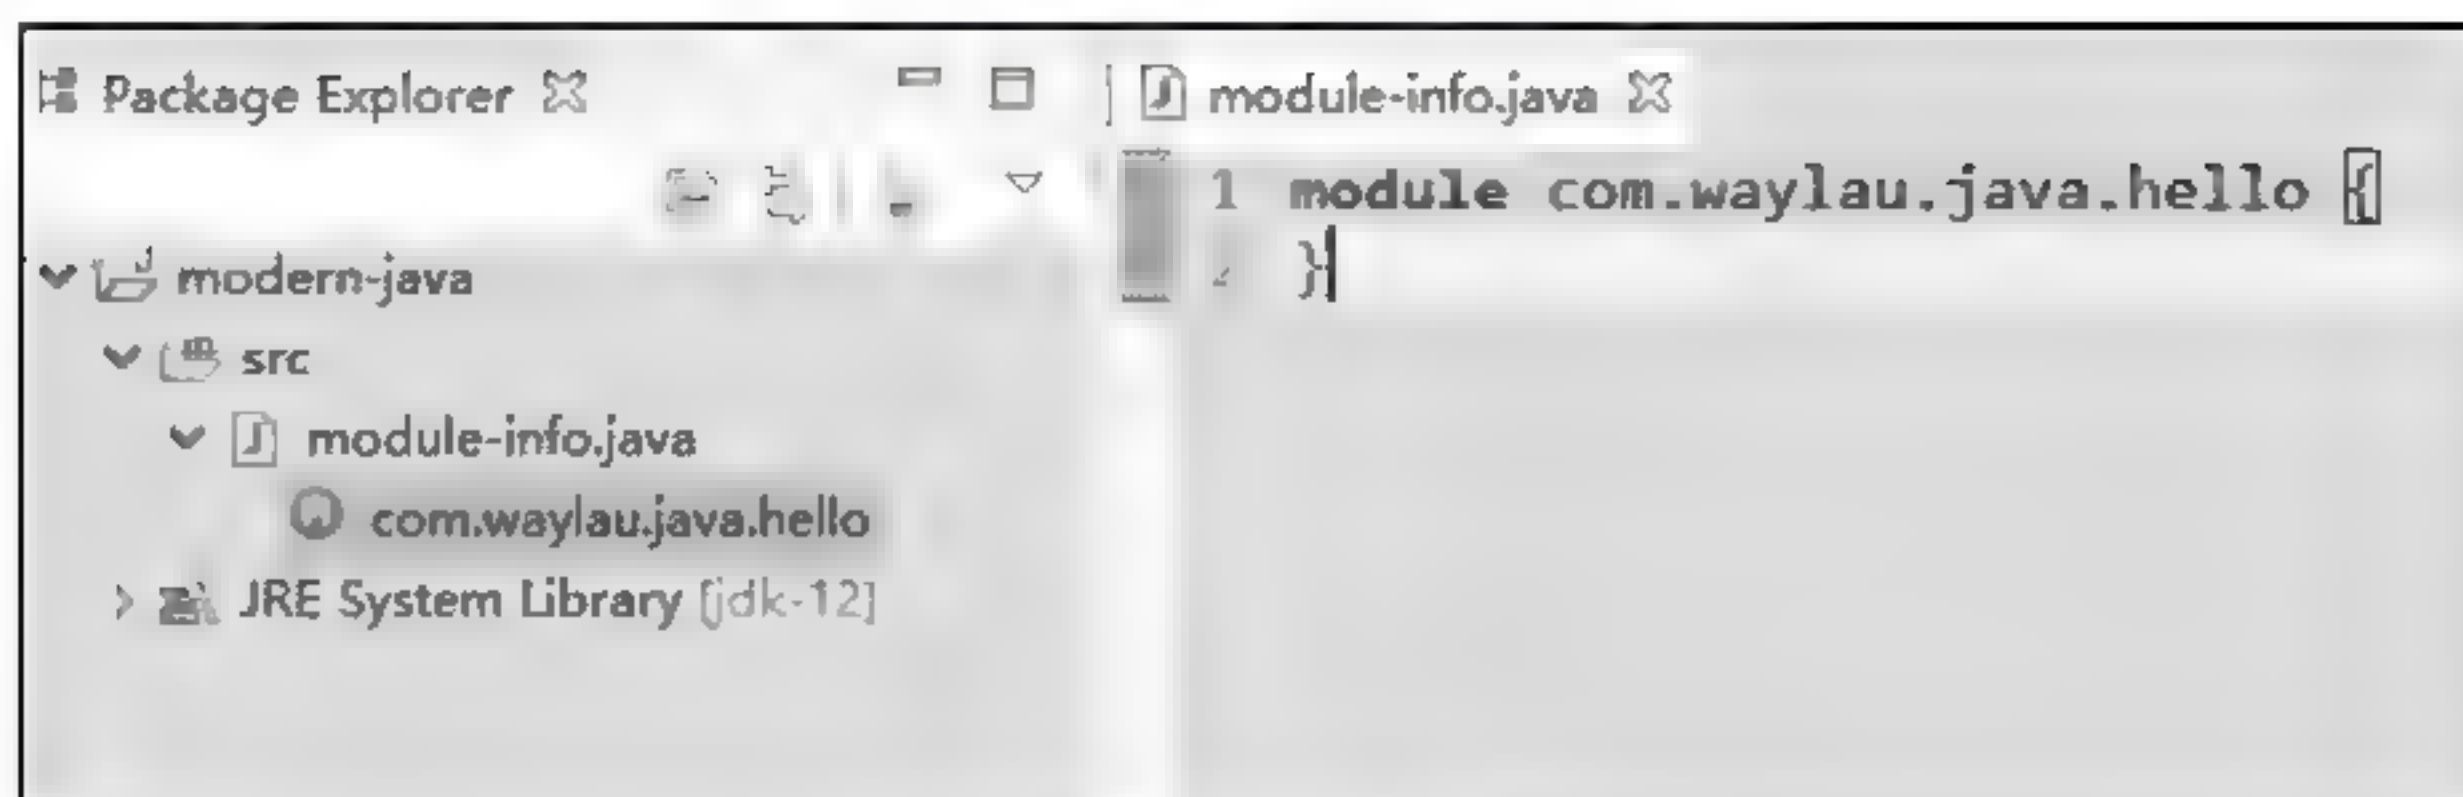 Package Explorer
modern-java
src
module-info.java
com.waylau.java.hello
JRE System Library [jdk-12]
module-info.java
1 module com.waylau.java.hello {
2 }